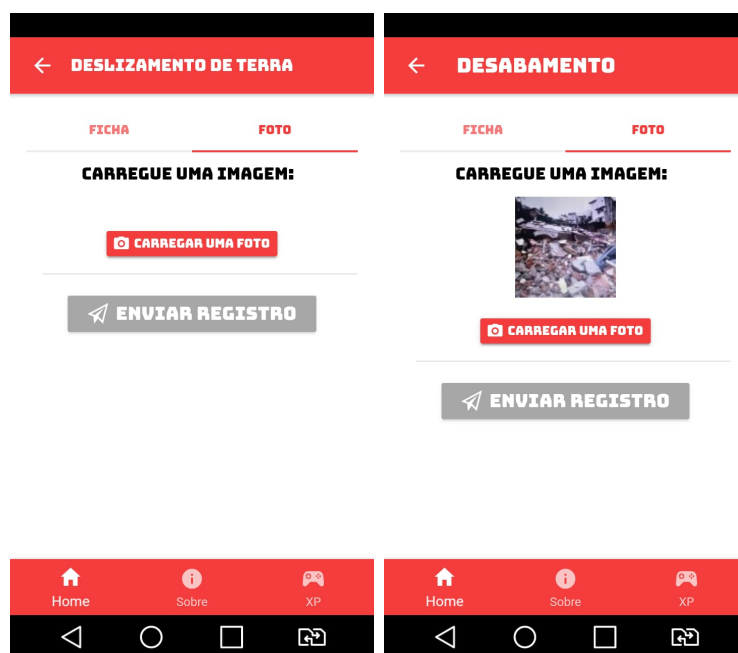 DESLIZAMENTO DE TERRA
FICHA
FOTO
CARREGUE UMA IMAGEM:
CARREGAR UMA FOTO
ENVIAR REGISTRO
Home
Sobre
XP
DESABAMENTO
FICHA
FOTO
CARREGUE UMA IMAGEM:
CARREGAR UMA FOTO
ENVIAR REGISTRO
Home
Sobre
XP